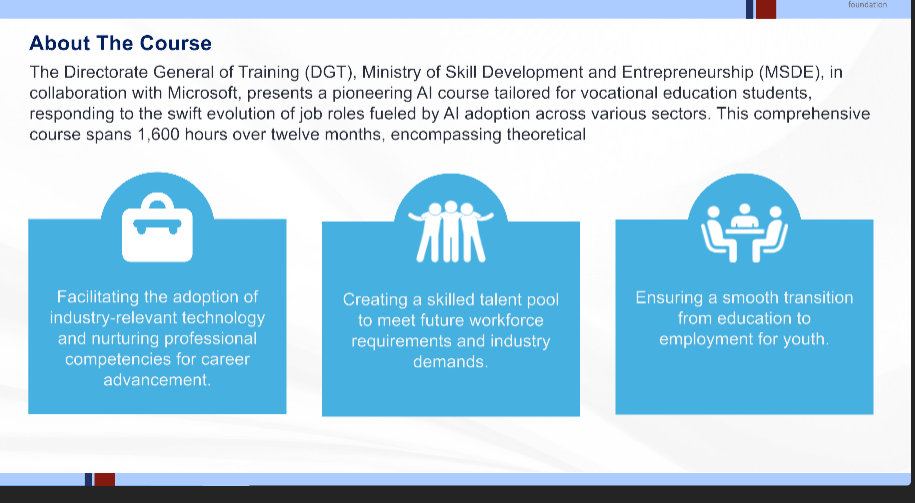 foundation
About The Course
The Directorate General of Training (DGT), Ministry of Skill Development and Entrepreneurship (MSDE), in
collaboration with Microsoft, presents a pioneering AI course tailored for vocational education students,
responding to the swift evolution of job roles fueled by AI adoption across various sectors. This comprehensive
course spans 1,600 hours over twelve months, encompassing theoretical
Facilitating the adoption of
industry-relevant technology
and nurturing professional
competencies for career
advancement.
Creating a skilled talent pool
to meet future workforce
requirements and industry
demands.
Ensuring a smooth transition
from education to
employment for youth.